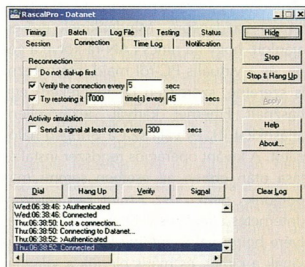 RascalPro - Datanet
Timing Batch Log File Testing Status
Session Connection Time Log Notification
Reconnection
Do not dial-up first
Verify the connection every 5 secs
Try restoring it 1000 time(s) every 45 secs
Activity simulation
Send a signal at least once every 300 secs
Dial Hang Up Verify Signal
Wed:06:38:46: >Authenticated
Wed:06:38:46: Connected
Thu:06:38:50: Lost a connection...
Thu:06:38:50: Connecting to Datanet...
Thu:06:38:52: >Authenticated
Thu:06:38:52: Connected
Hide
Stop
Stop & Hang Up
Apply
Help
About...
Clear Log